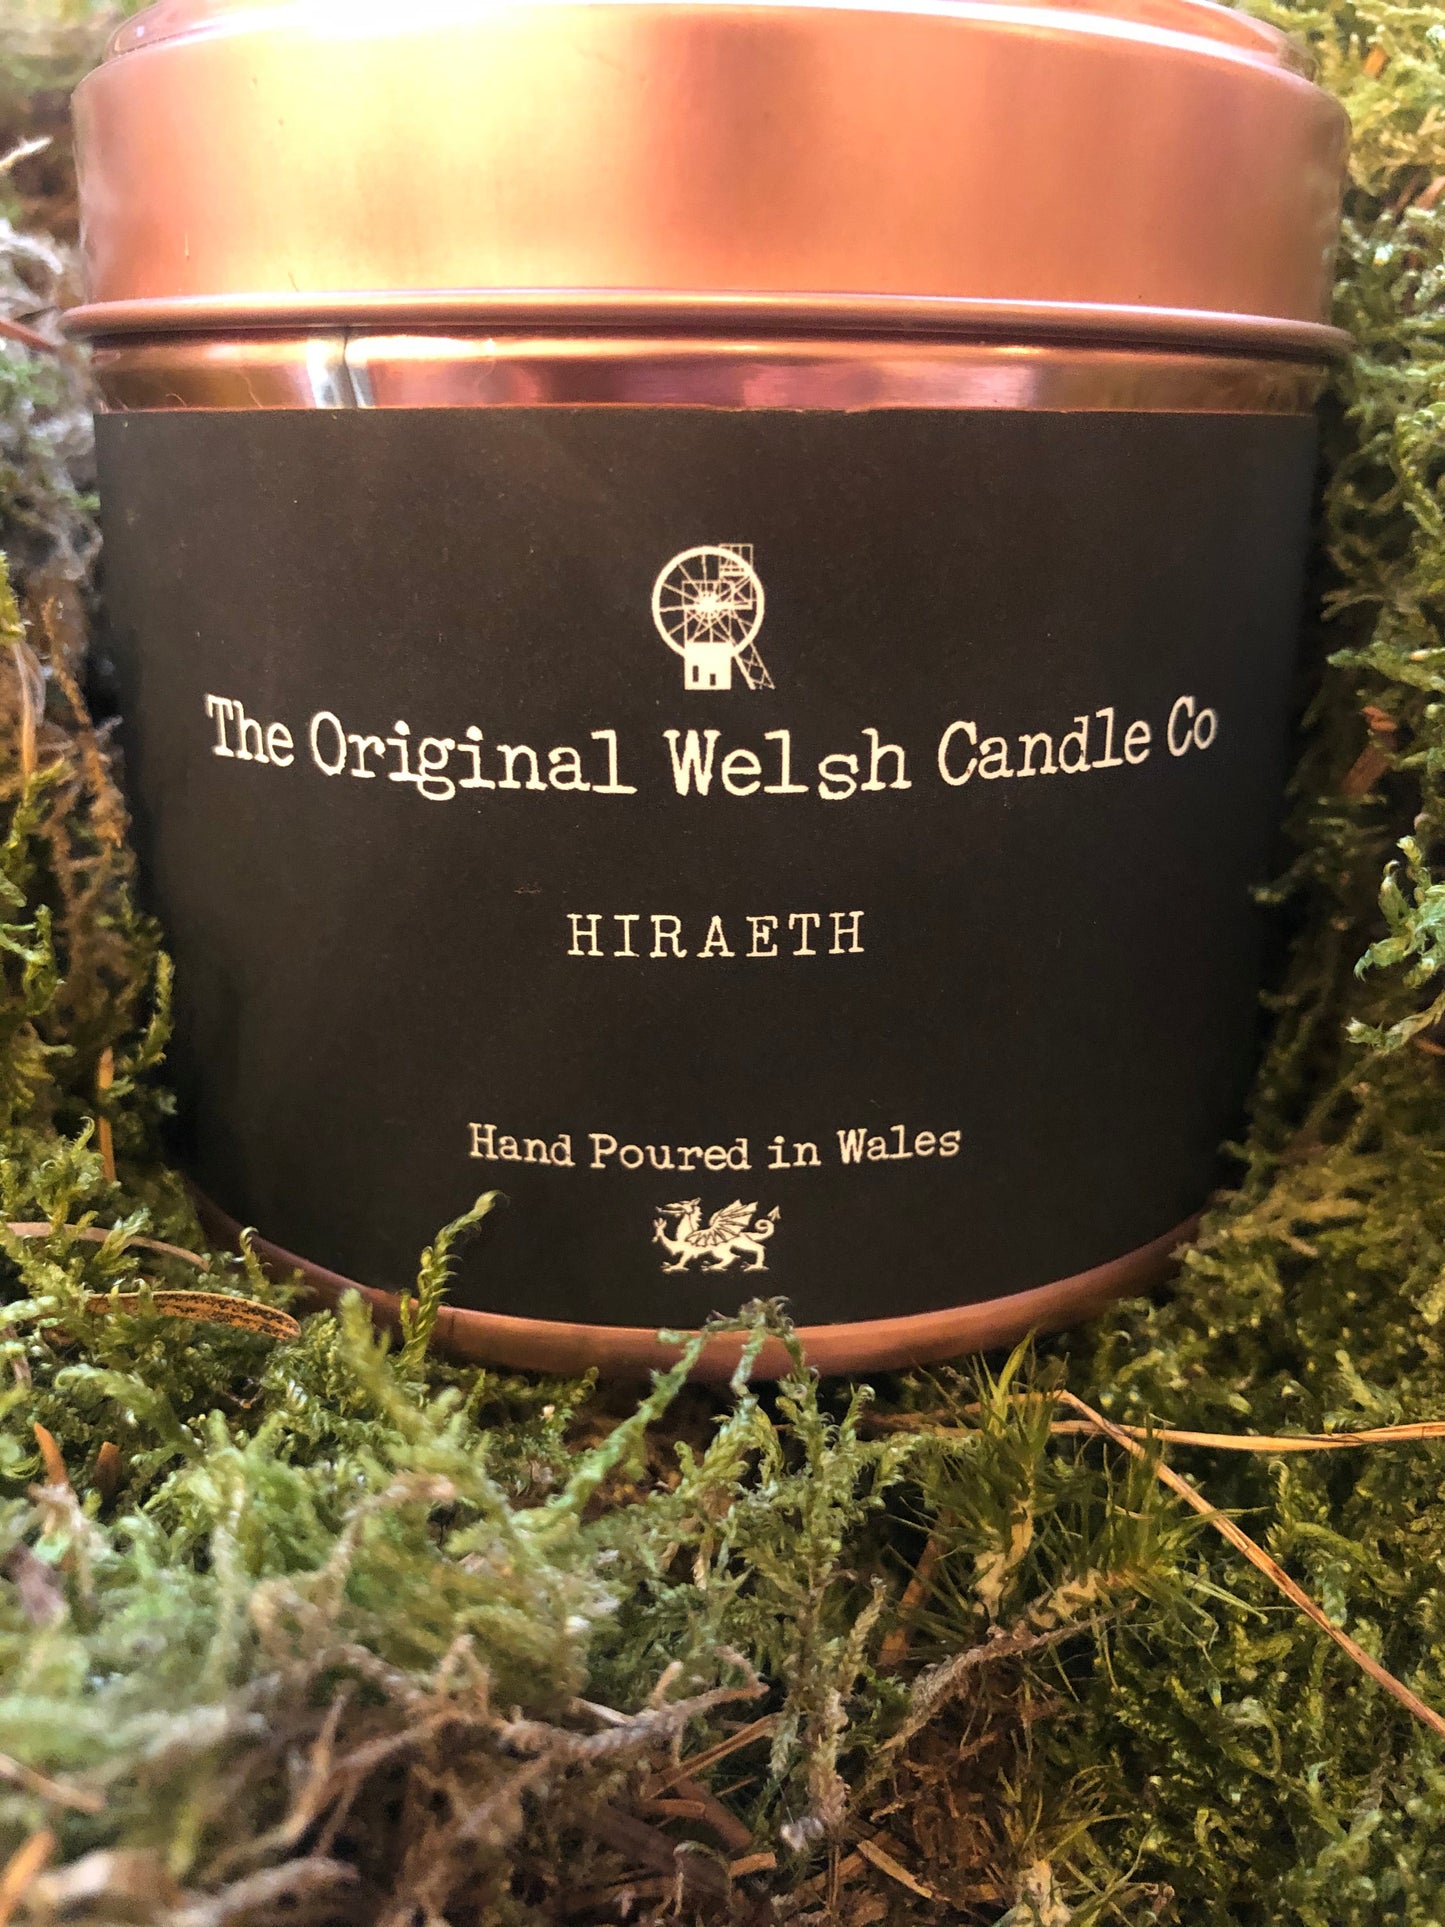 The Original Welsh Candle Co
HIRAETH
Hand Poured in Wales